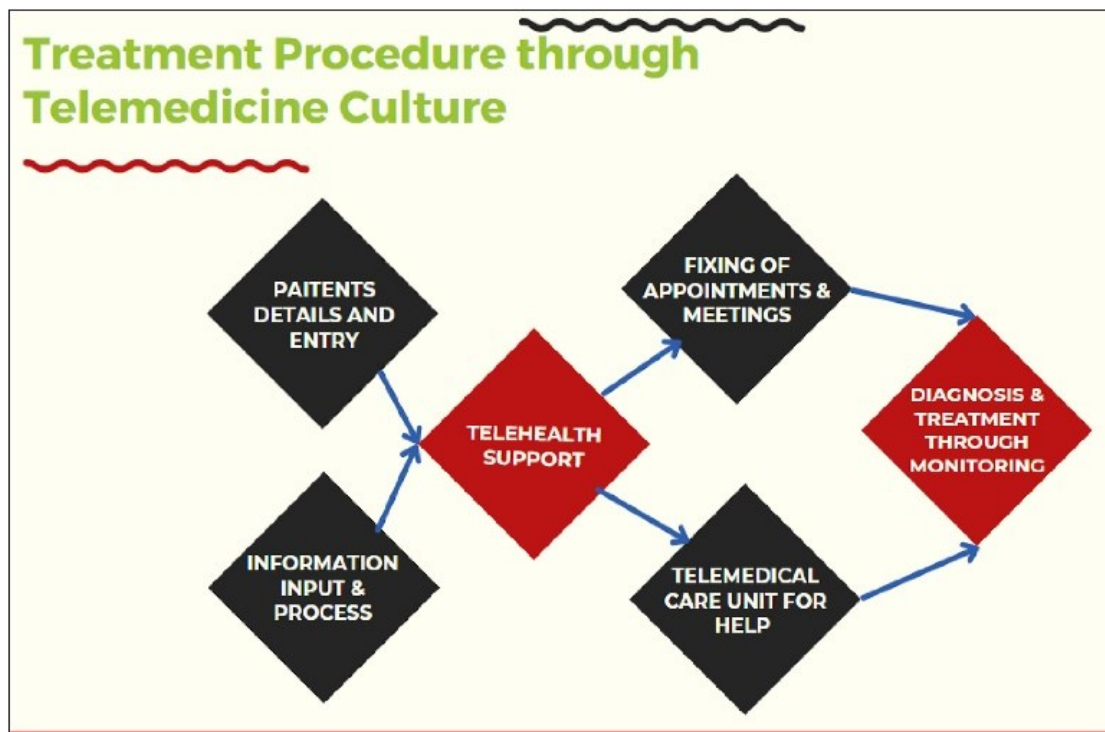 Treatment Procedure through
Telemedicine Culture
PAITENTS
DETAILS AND
ENTRY
INFORMATION
INPUT &
PROCESS
TELEHEALTH
SUPPORT
FIXING OF
APPOINTMENTS &
MEETINGS
TELEMEDICAL
CARE UNIT FOR
HELP
DIAGNOSIS &
TREATMENT
THROUGH
MONITORING